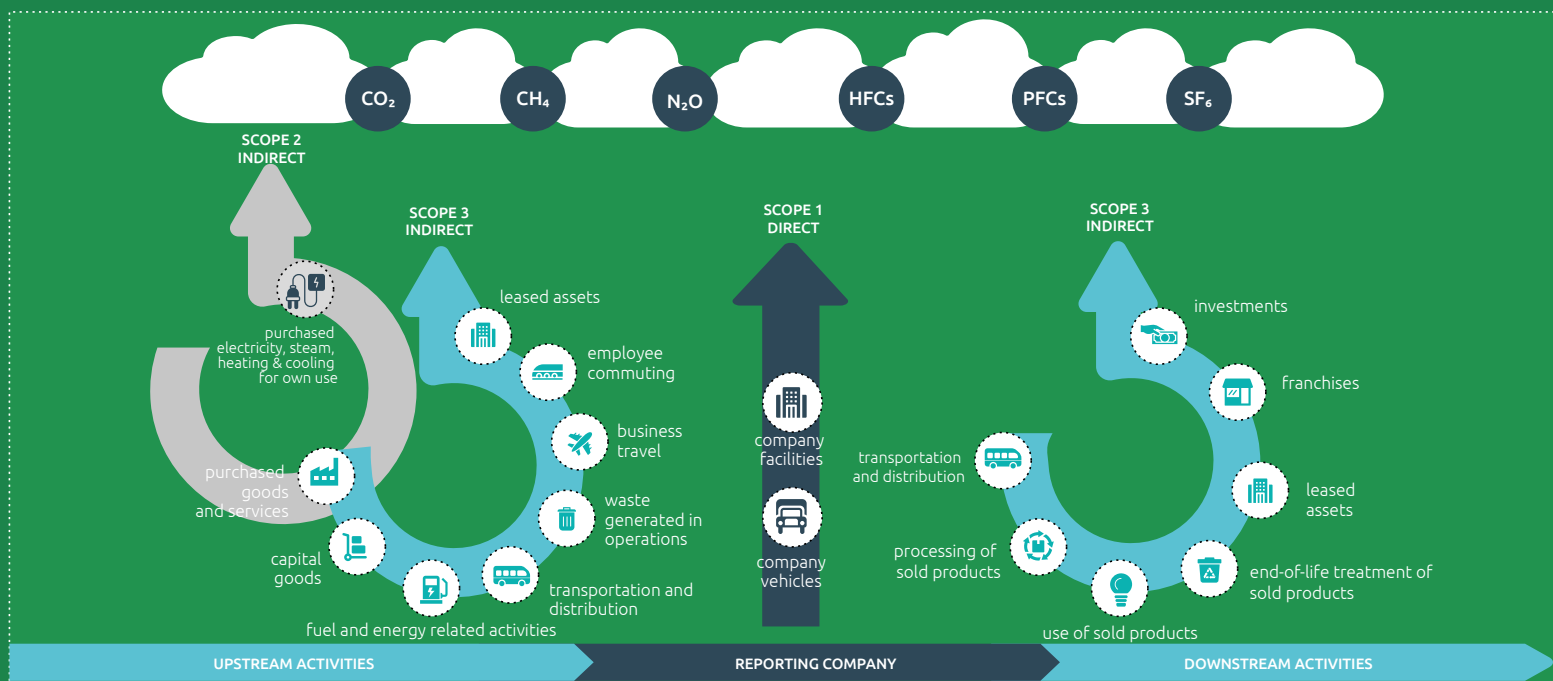 CO₂
CH₄
N₂O
HFCs
PFCs
SF₆
SCOPE 2
INDIRECT
purchased
electricity, steam,
heating & cooling
for own use
SCOPE 3
INDIRECT
leased assets
employee
commuting
business
travel
waste
generated in
operations
transportation and
distribution
fuel and energy related activities
capital
goods
purchased
goods
and services
SCOPE 1
DIRECT
company
facilities
company
vehicles
SCOPE 3
INDIRECT
investments
franchises
leased
assets
end-of-life treatment of
sold products
use of sold products
processing of
sold products
transportation
and distribution
UPSTREAM ACTIVITIES
REPORTING COMPANY
DOWNSTREAM ACTIVITIES